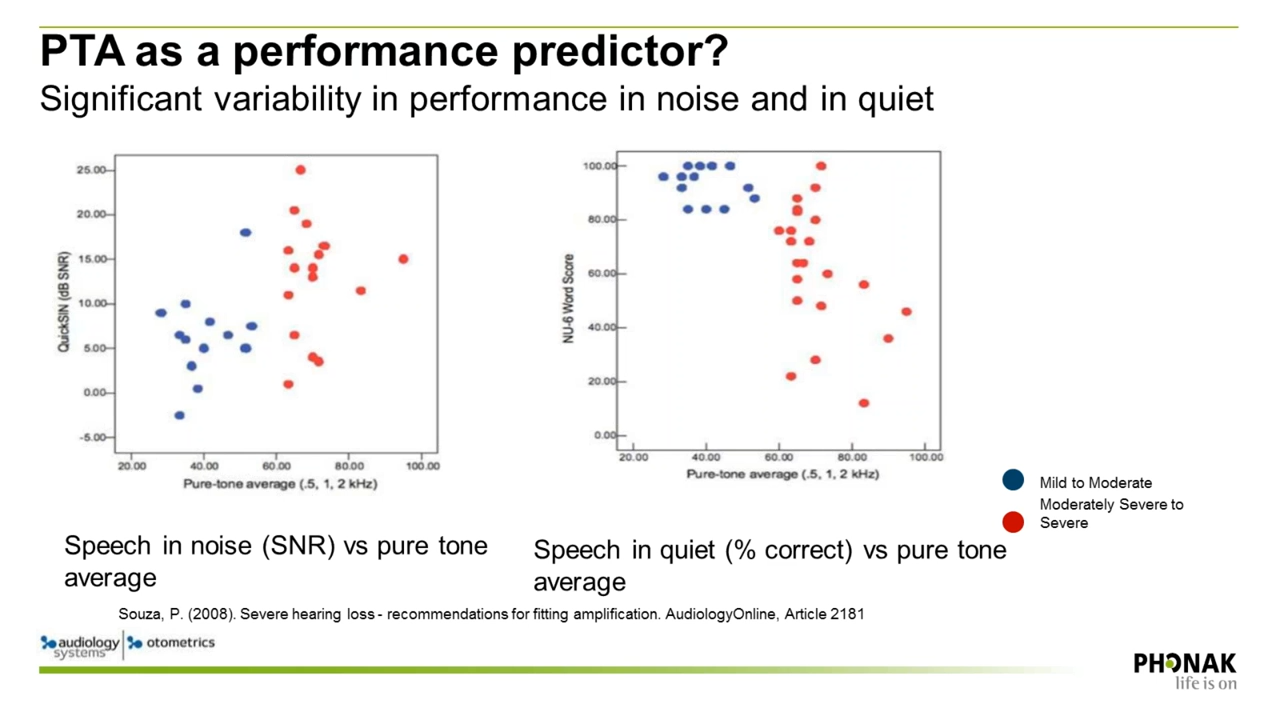 PTA as a performance predictor?
Significant variability in performance in noise and in quiet
QuickSIN (dB SNR)
25.00
20.00
15.00
10.00
5.00
0.00
-5.00
20.00 40.00 60.00 80.00 100.00
Pure-tone average (.5, 1, 2 kHz)
NU-6 Word Score
100.00
80.00
60.00
40.00
20.00
0.00
20.00 40.00 60.00 80.00 100.00
Pure-tone average (.5, 1, 2 kHz)
Mild to Moderate
Moderately Severe to
Severe
Speech in noise (SNR) vs pure tone
average
Speech in quiet (% correct) vs pure tone
average
Souza, P. (2008). Severe hearing loss - recommendations for fitting amplification. AudiologyOnline, Article 2181
audiology
systems
otometrics
PHONAK
life is on